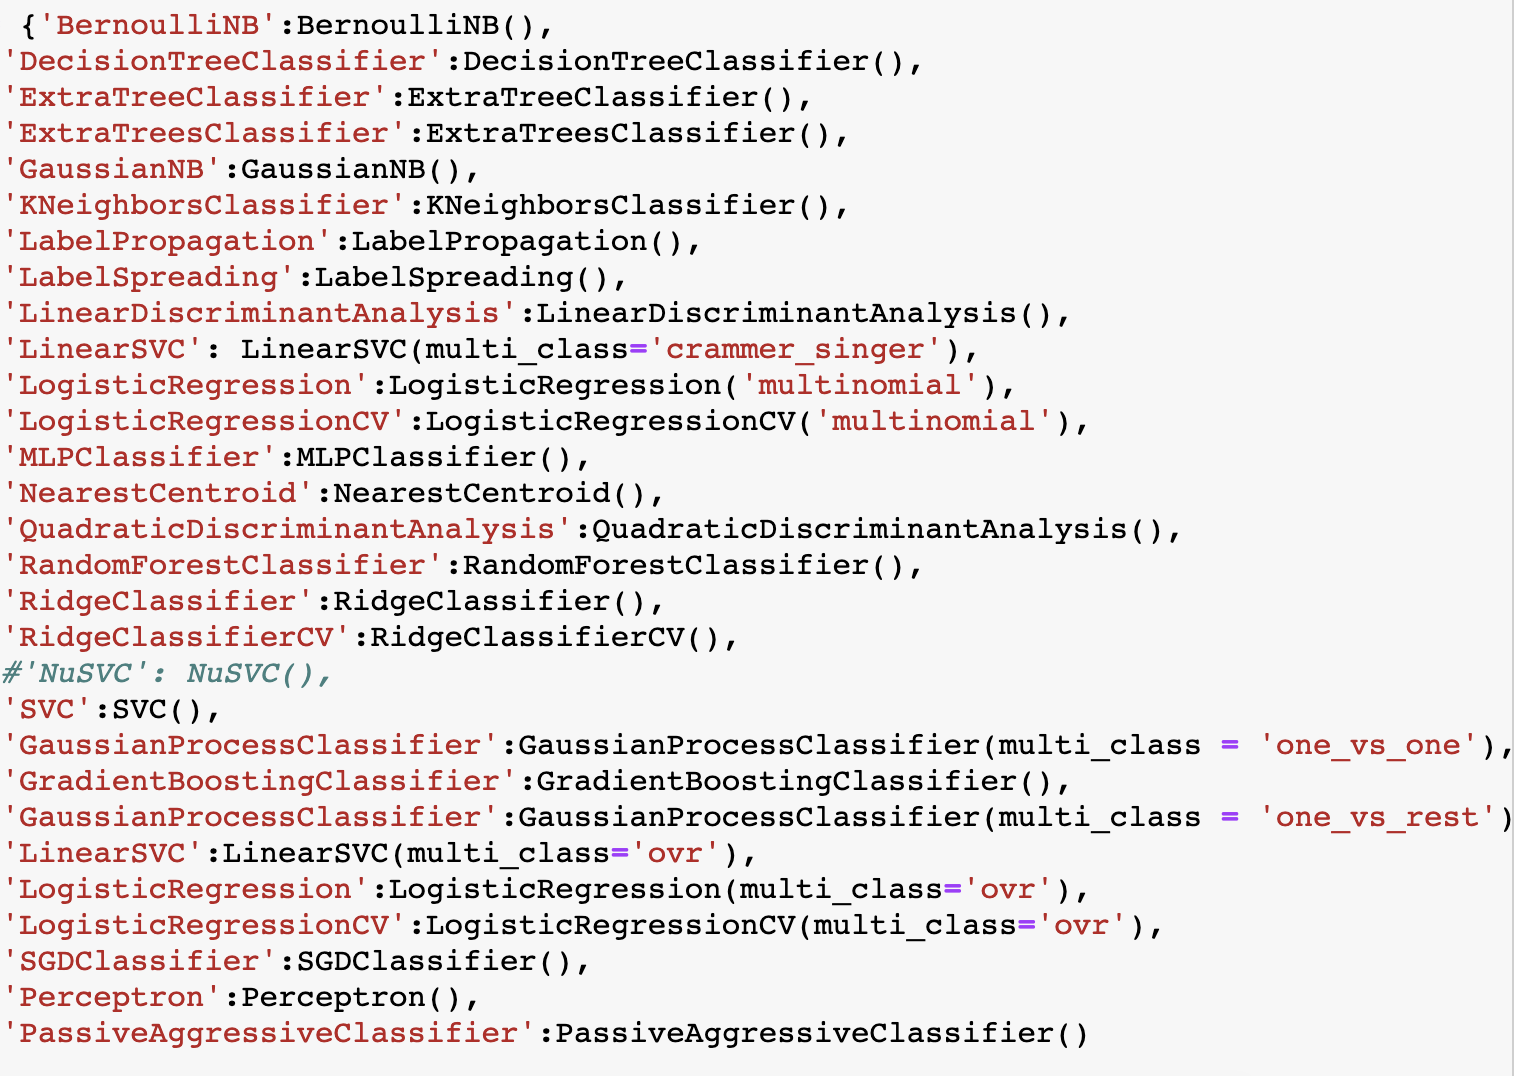 {'BernoulliNB':BernoulliNB(),
'DecisionTreeClassifier':DecisionTreeClassifier(),
'ExtraTreeClassifier':ExtraTreeClassifier(),
'ExtraTreesClassifier':ExtraTreesClassifier(),
'GaussianNB':GaussianNB(),
'KNeighborsClassifier':KNeighborsClassifier(),
'LabelPropagation':LabelPropagation(),
'LabelSpreading':LabelSpreading(),
'LinearDiscriminantAnalysis':LinearDiscriminantAnalysis(),
'LinearSVC': LinearSVC(multi_class='crammer_singer'),
'LogisticRegression':LogisticRegression('multinomial'),
'LogisticRegressionCV':LogisticRegressionCV('multinomial'),
'MLPClassifier':MLPClassifier(),
'NearestCentroid':NearestCentroid(),
'QuadraticDiscriminantAnalysis':QuadraticDiscriminantAnalysis(),
'RandomForestClassifier':RandomForestClassifier(),
'RidgeClassifier':RidgeClassifier(),
'RidgeClassifierCV':RidgeClassifierCV(),
#'NuSVC': NuSVC(),
'SVC':SVC(),
'GaussianProcessClassifier':GaussianProcessClassifier(multi_class = 'one_vs_one'),
'GradientBoostingClassifier':GradientBoostingClassifier(),
'GaussianProcessClassifier':GaussianProcessClassifier(multi_class = 'one_vs_rest')
'LinearSVC':LinearSVC(multi_class='ovr'),
'LogisticRegression':LogisticRegression(multi_class='ovr'),
'LogisticRegressionCV':LogisticRegressionCV(multi_class='ovr'),
'SGDClassifier':SGDClassifier(),
'Perceptron':Perceptron(),
'PassiveAggressiveClassifier':PassiveAggressiveClassifier()